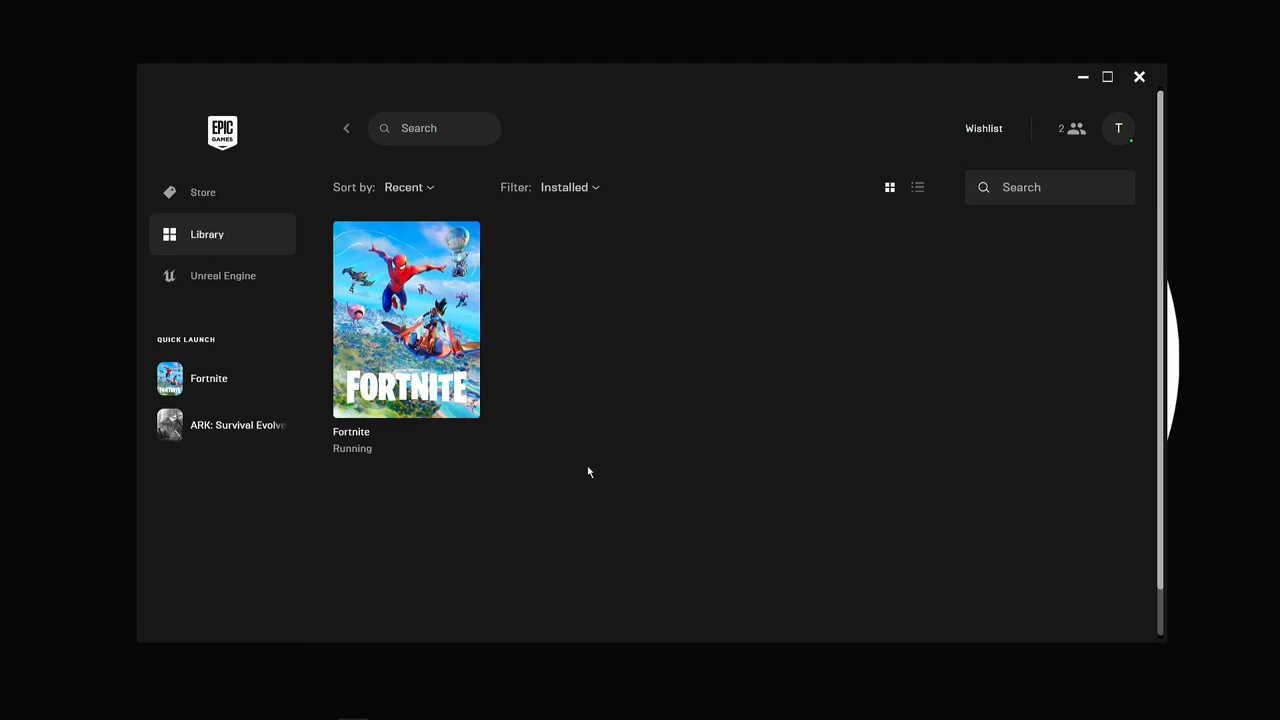 EPIC
GAMES
Search
Wishlist
2
T
Store
Library
Unreal Engine
QUICK LAUNCH
Fortnite
ARK: Survival Evolve
Sort by: Recent
Filter: Installed
Search
FORTNITE
Fortnite
Running